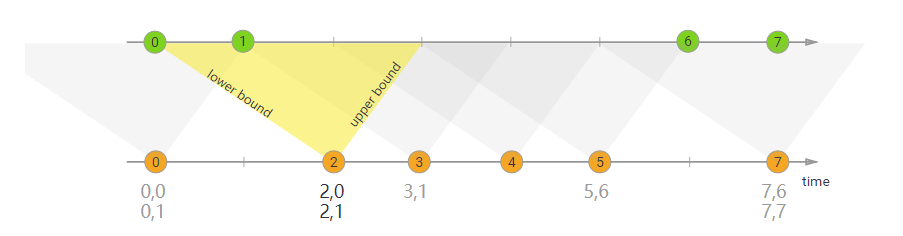 0 1 6 7
lower bound
upper bound
0 2 3 4 5 7
time
0,0 2,0 3,1 5,6 7,6
0,1 2,1 7,7